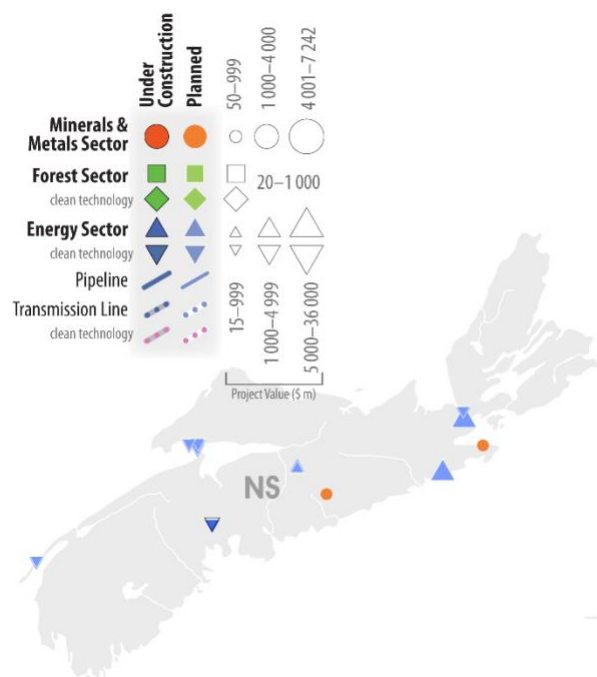 Under
Construction
Planned
50–999
1 000–4 000
4 001–7 242
Minerals &
Metals Sector
Forest Sector
clean technology
20–1 000
Energy Sector
clean technology
Pipeline
Transmission Line
clean technology
15–999
1 000–4 999
5 000–36 000
Project Value ($ m)
NS